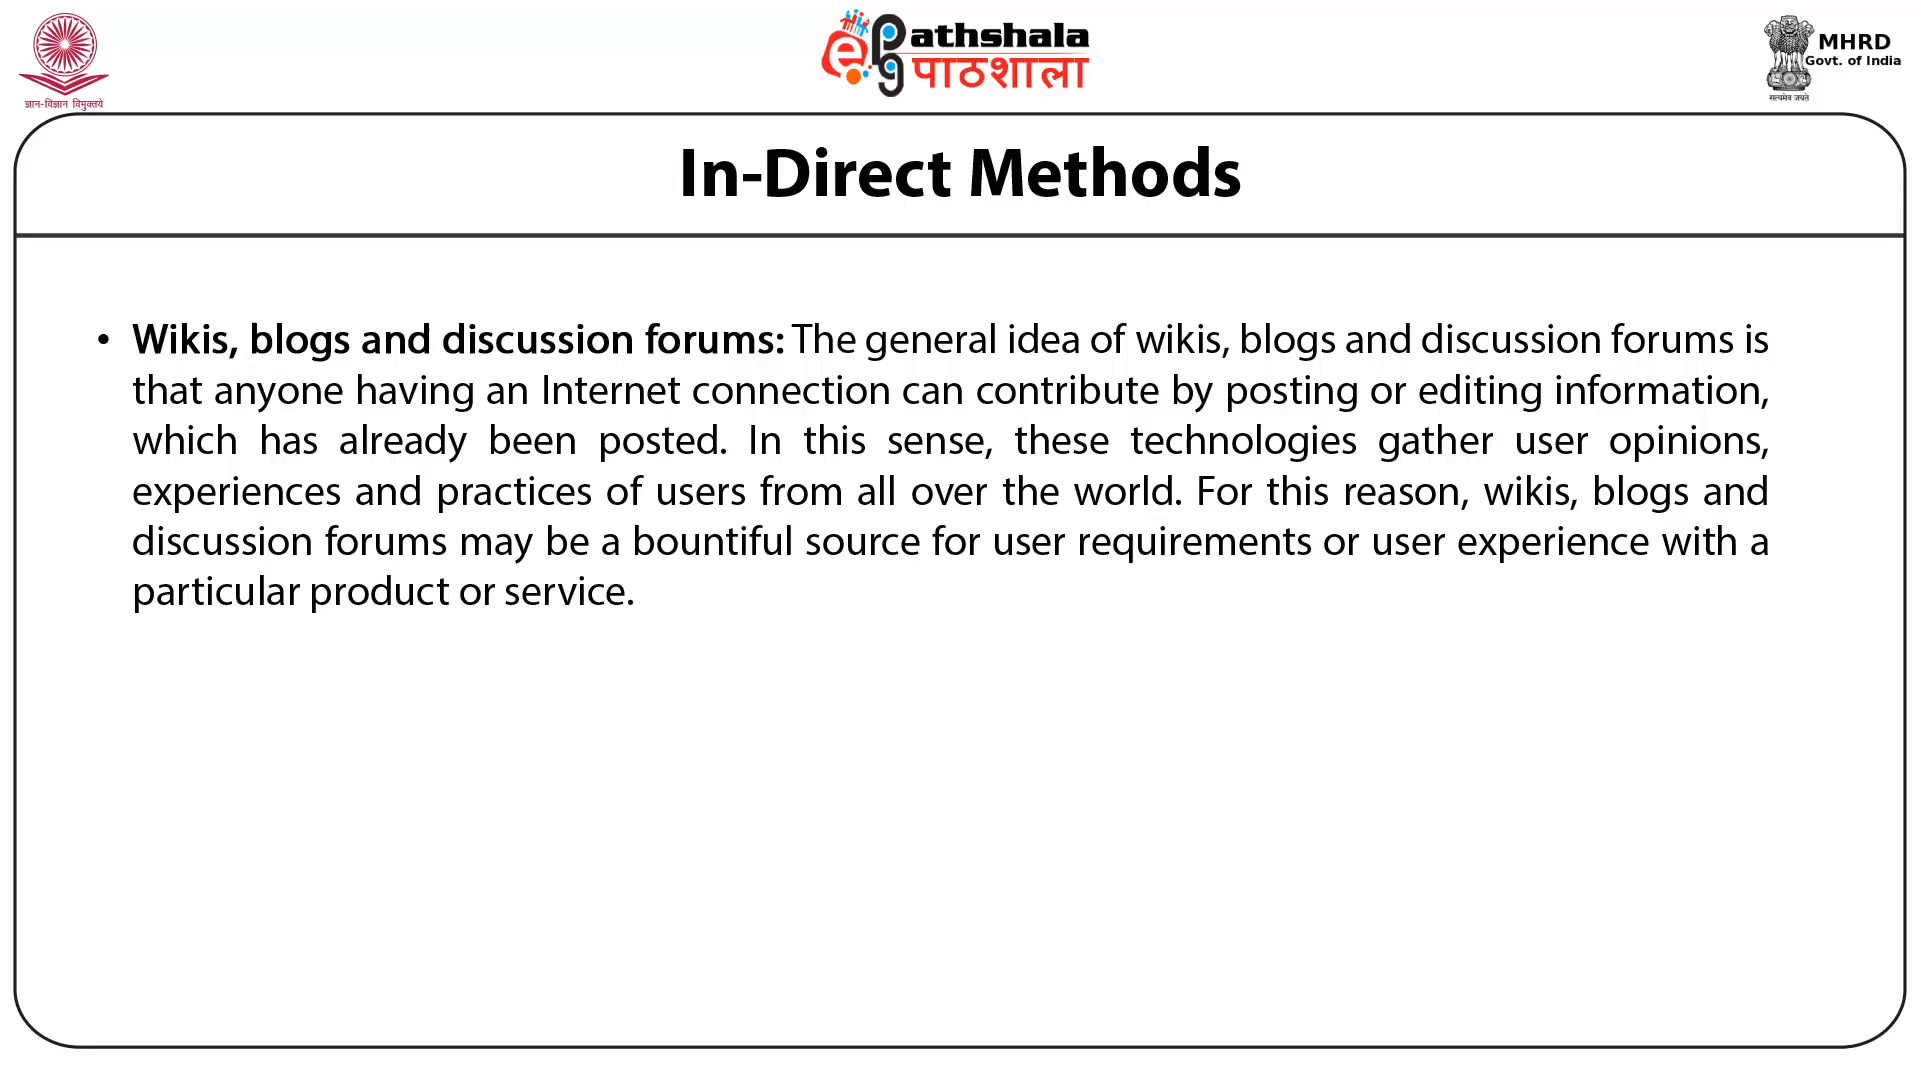 ज्ञान-विज्ञान विमुक्तये
ePathshala
पाठशाला
MHRD
Govt. of India
सत्यमेव जयते
In-Direct Methods
• Wikis, blogs and discussion forums: The general idea of wikis, blogs and discussion forums is
that anyone having an Internet connection can contribute by posting or editing information,
which has already been posted. In this sense, these technologies gather user opinions,
experiences and practices of users from all over the world. For this reason, wikis, blogs and
discussion forums may be a bountiful source for user requirements or user experience with a
particular product or service.